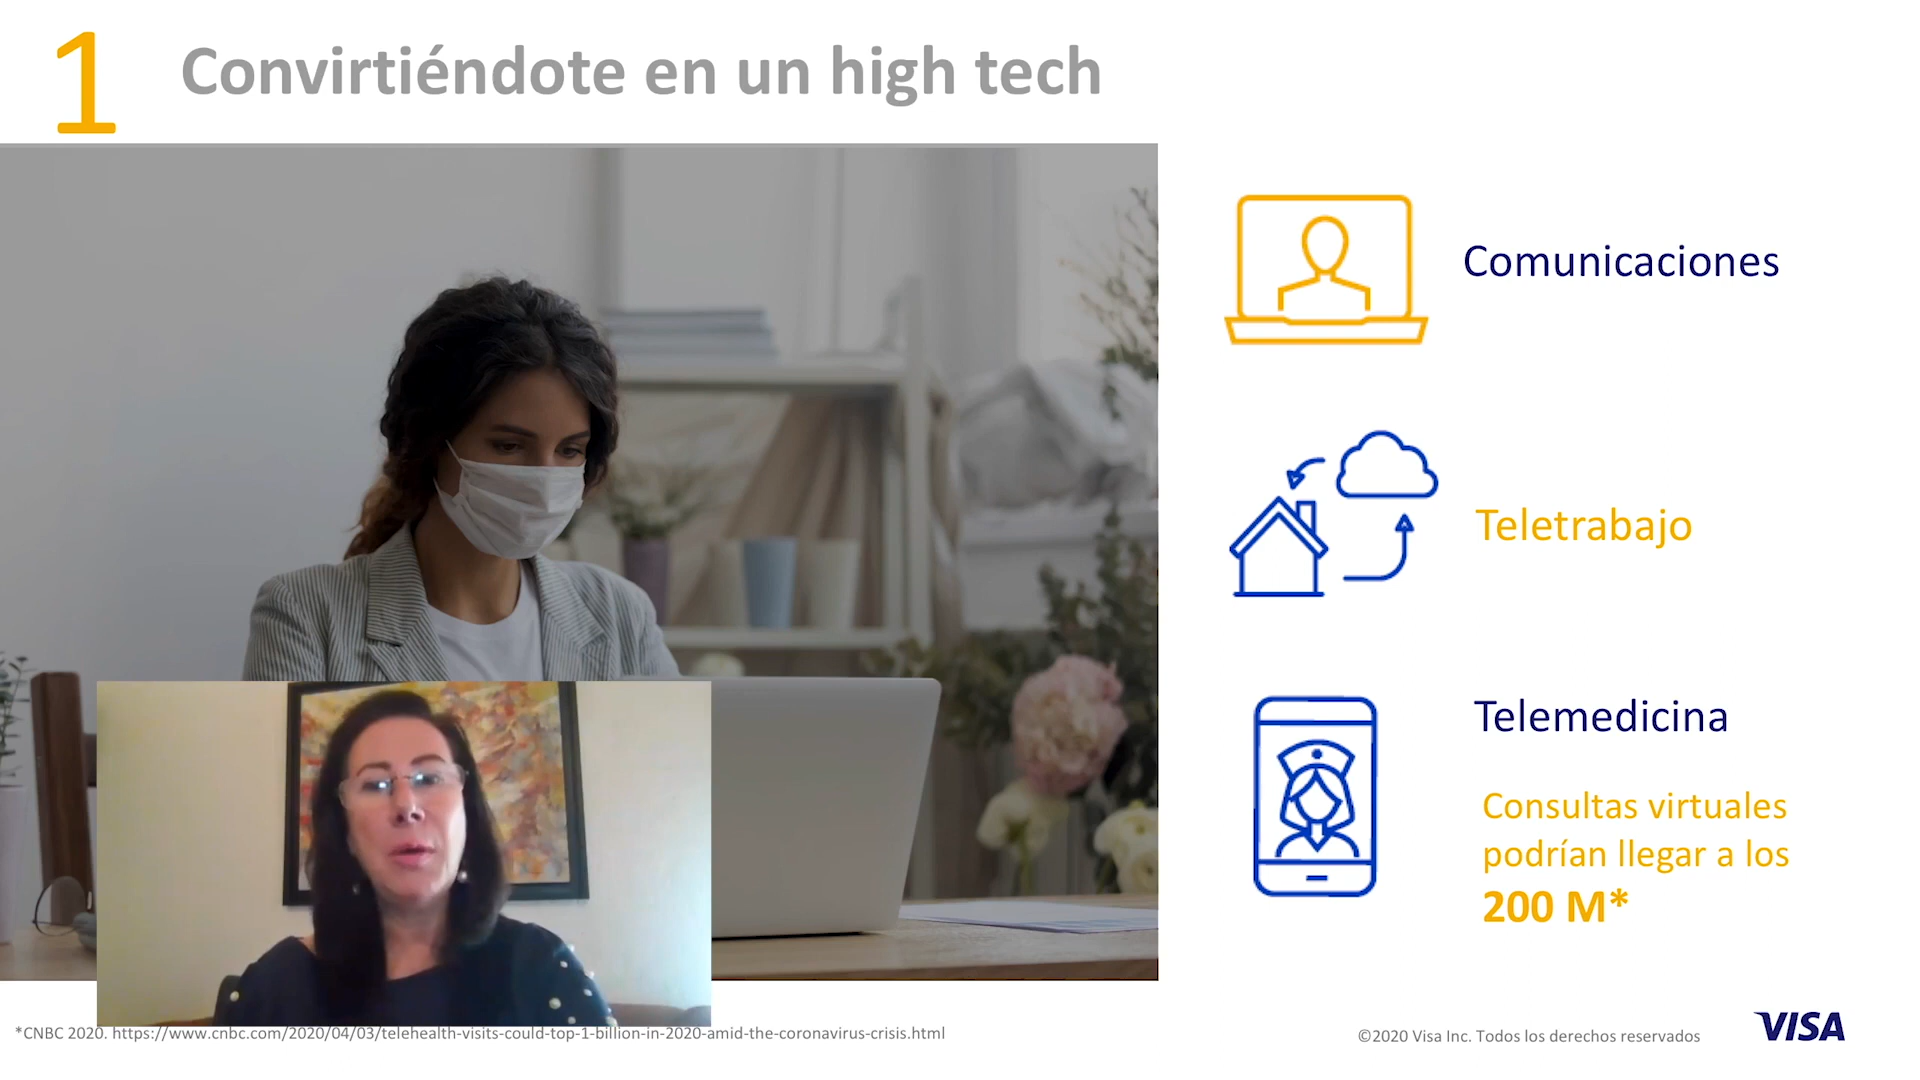 1 Convirtiéndote en un high tech
Comunicaciones
Teletrabajo
Telemedicina
Consultas virtuales
podrían llegar a los
200 M*
*CNBC 2020. https://www.cnbc.com/2020/04/03/telehealth-visits-could-top-1-billion-in-2020-amid-the-coronavirus-crisis.html
©2020 Visa Inc. Todos los derechos reservados
VISA